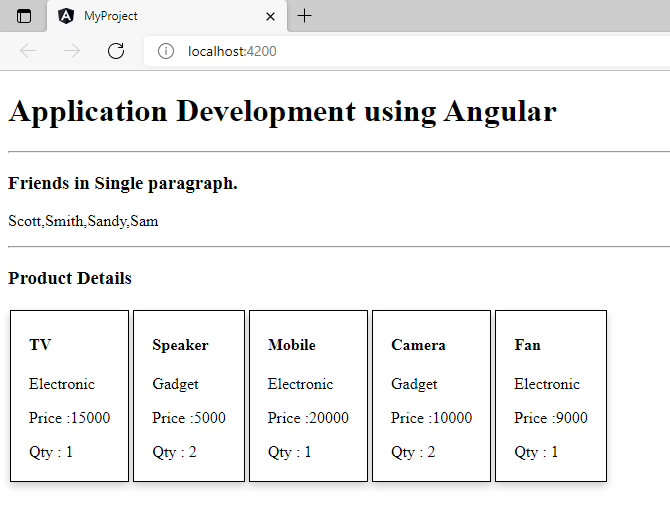 MyProject
localhost:4200
Application Development using Angular
Friends in Single paragraph.
Scott,Smith,Sandy,Sam
Product Details
TV
Electronic
Price :15000
Qty : 1
Speaker
Gadget
Price :5000
Qty : 2
Mobile
Electronic
Price :20000
Qty : 1
Camera
Gadget
Price :10000
Qty : 2
Fan
Electronic
Price :9000
Qty : 1